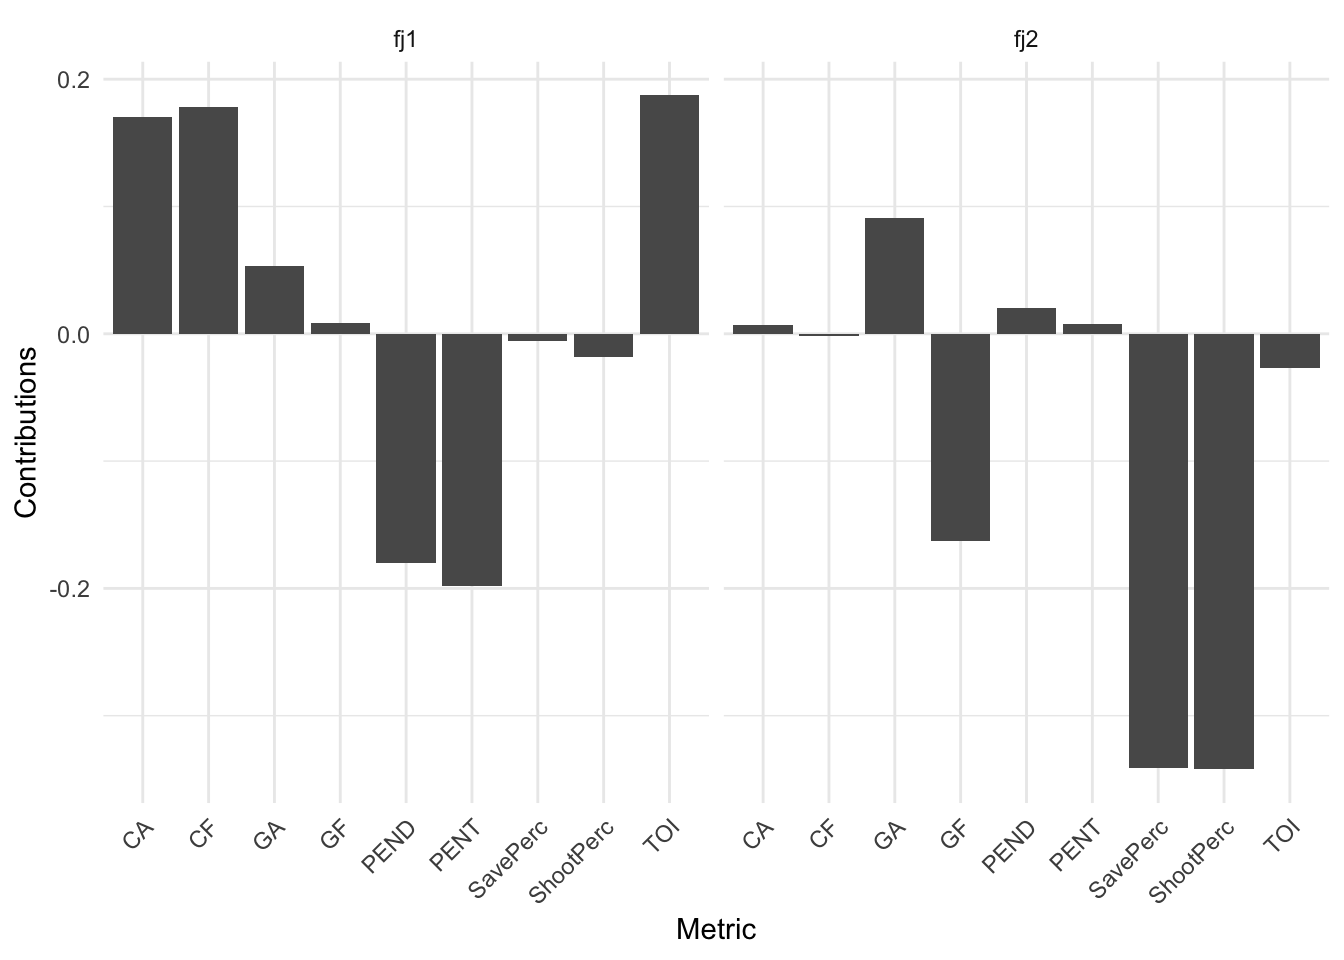 fj1
fj2
0.2
0.0
-0.2
Contributions
CA CF GA GF PEND PENT SavePerc ShootPerc TOI
CA CF GA GF PEND PENT SavePerc ShootPerc TOI
Metric